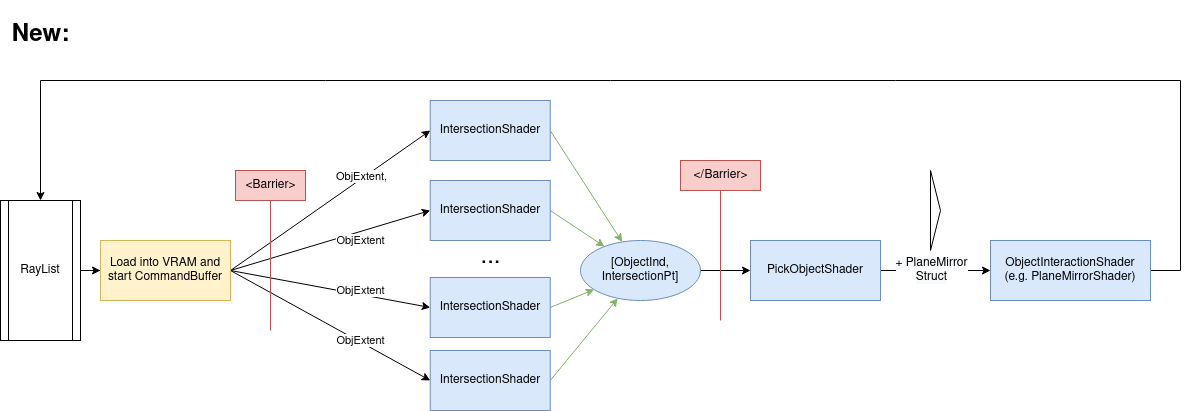 New:
RayList
Load into VRAM and
start CommandBuffer
<Barrier>
ObjExtent,
ObjExtent
ObjExtent
ObjExtent
IntersectionShader
IntersectionShader
...
IntersectionShader
IntersectionShader
[ObjectInd,
IntersectionPt]
</Barrier>
PickObjectShader
+ PlaneMirror
Struct
ObjectInteractionShader
(e.g. PlaneMirrorShader)